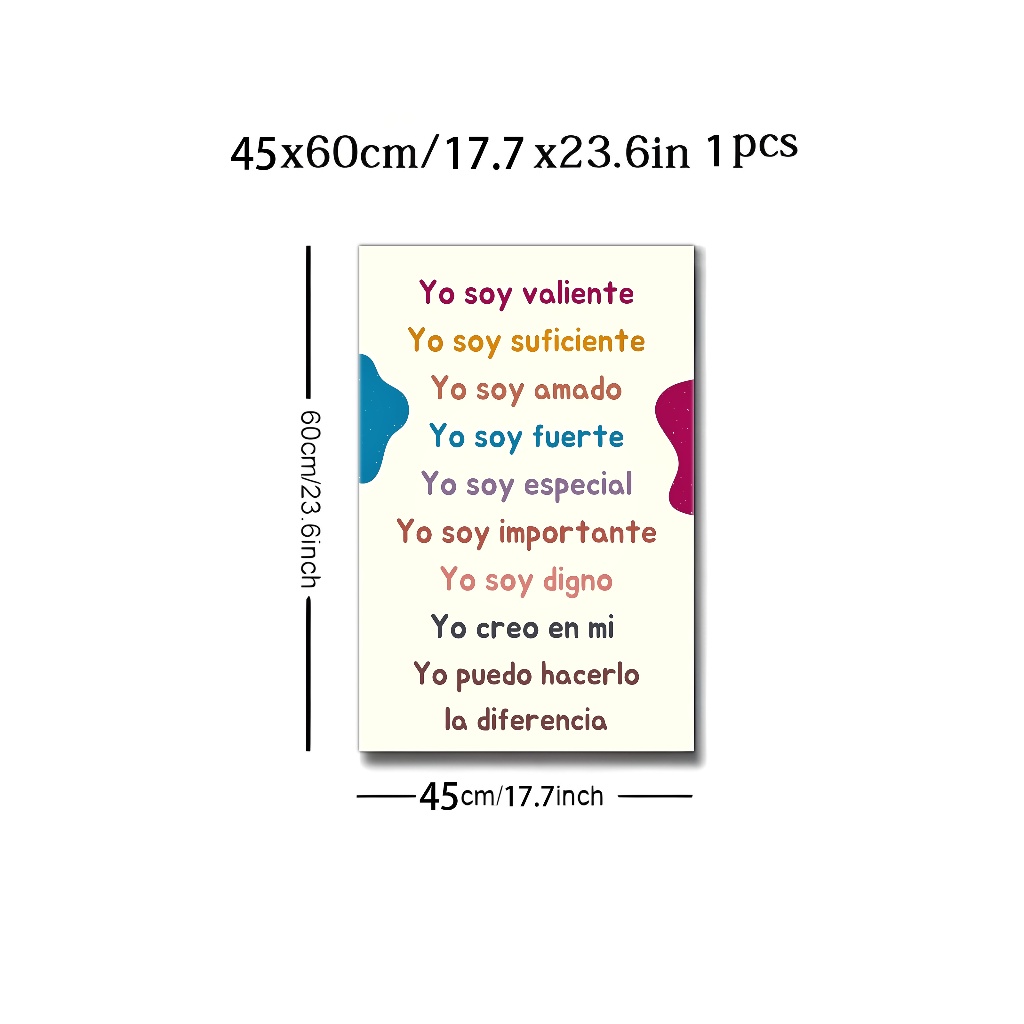 45x60cm/17.7 x23.6in 1pcs
Yo soy valiente
Yo soy suficiente
Yo soy amado
Yo soy fuerte
Yo soy especial
Yo soy importante
Yo soy digno
Yo creo en mi
Yo puedo hacerlo
la diferencia
60cm/23.6inch
45cm/17.7inch